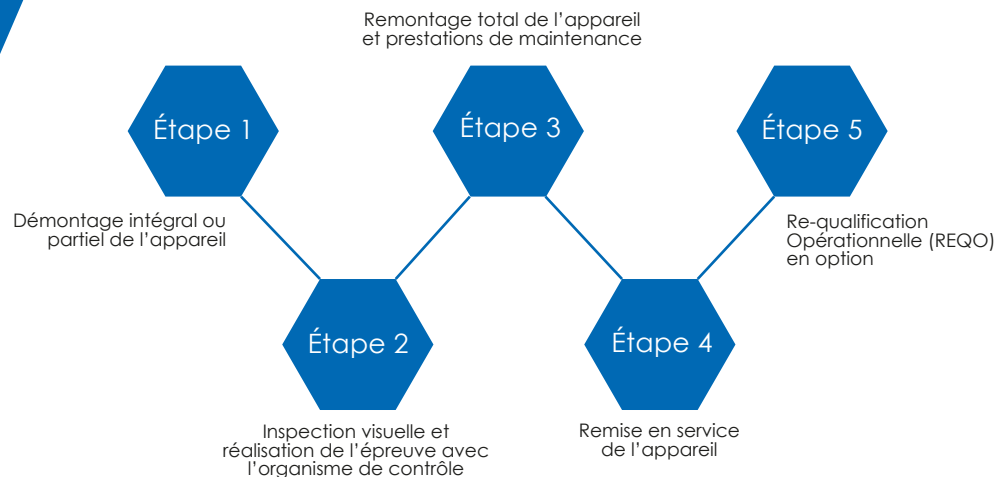 Remontage total de l’appareil
et prestations de maintenance
Étape 1
Étape 3
Étape 5
Démontage intégral ou
partiel de l’appareil
Re-qualification
Opérationnelle (REQO)
en option
Étape 2
Étape 4
Inspection visuelle et
réalisation de l’épreuve avec
l’organisme de contrôle
Remise en service
de l’appareil